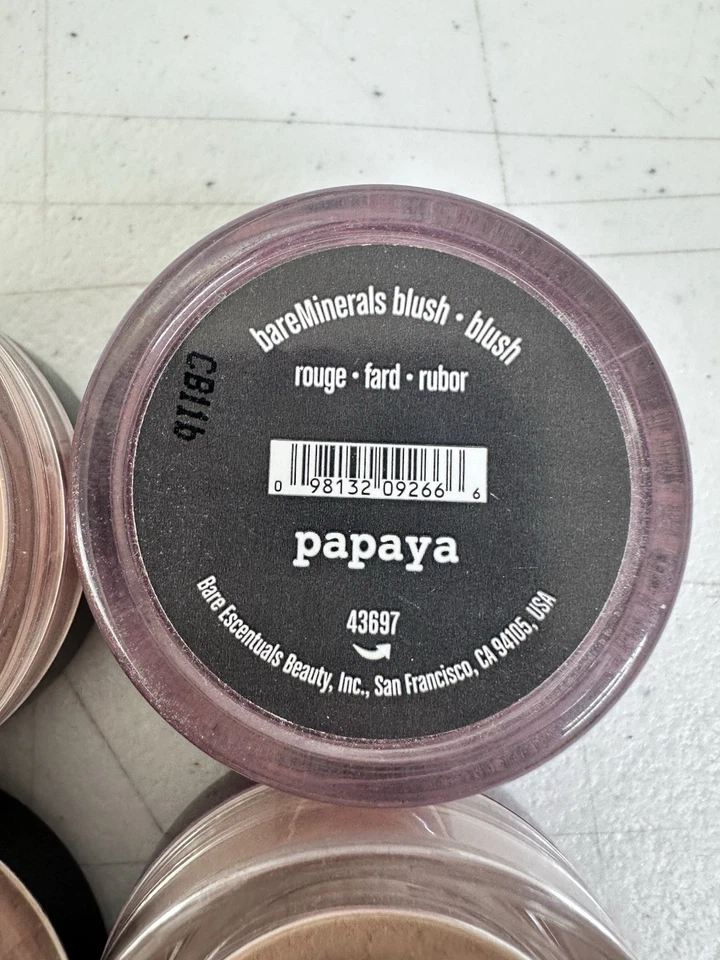 bareMinerals blush • blush
rouge • fard • rubor
CB11b
0 98132 09266 6
papaya
43697
Bare Escentuals Beauty, Inc., San Francisco, CA 94105, USA